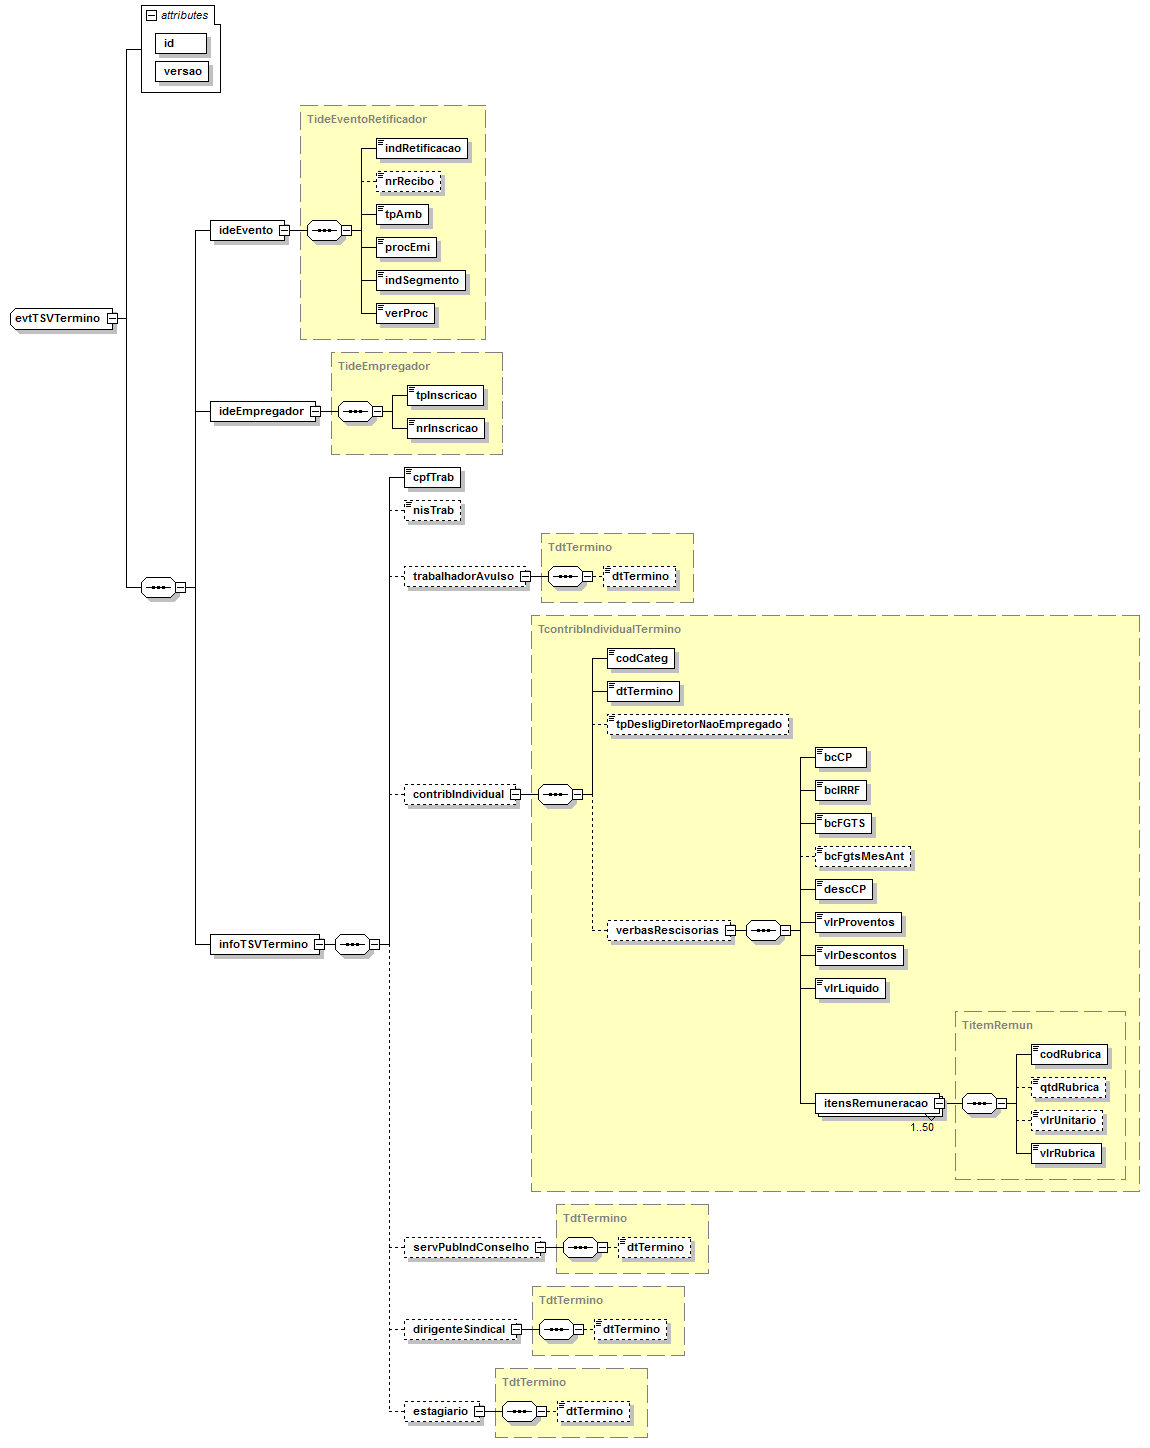 attributes
id
versao
TideEventoRetificador
indRetificacao
nrRecibo
tpAmb
ideEvento
procEmi
indSegmento
verProc
evtTSVTermino
TideEmpregador
tpInscricao
ideEmpregador
nrInscricao
cpfTrab
nisTrab
TdtTermino
trabalhadorAvulso
dtTermino
TcontribIndividualTermino
codCateg
dtTermino
tpDesligDiretorNaoEmpregado
bcCP
bcIRRF
contribIndividual
bcFGTS
bcFgtsMesAnt
descCP
vlrProventos
verbasRescisorias
infoTSVTermino
vlrDescontos
vlrLiquido
TitemRemun
codRubrica
qtdRubrica
itensRemuneracao
1..50
vlrUnitario
vlrRubrica
TdtTermino
servPubIndConselho
dtTermino
TdtTermino
dirigenteSindical
dtTermino
TdtTermino
estagiario
dtTermino